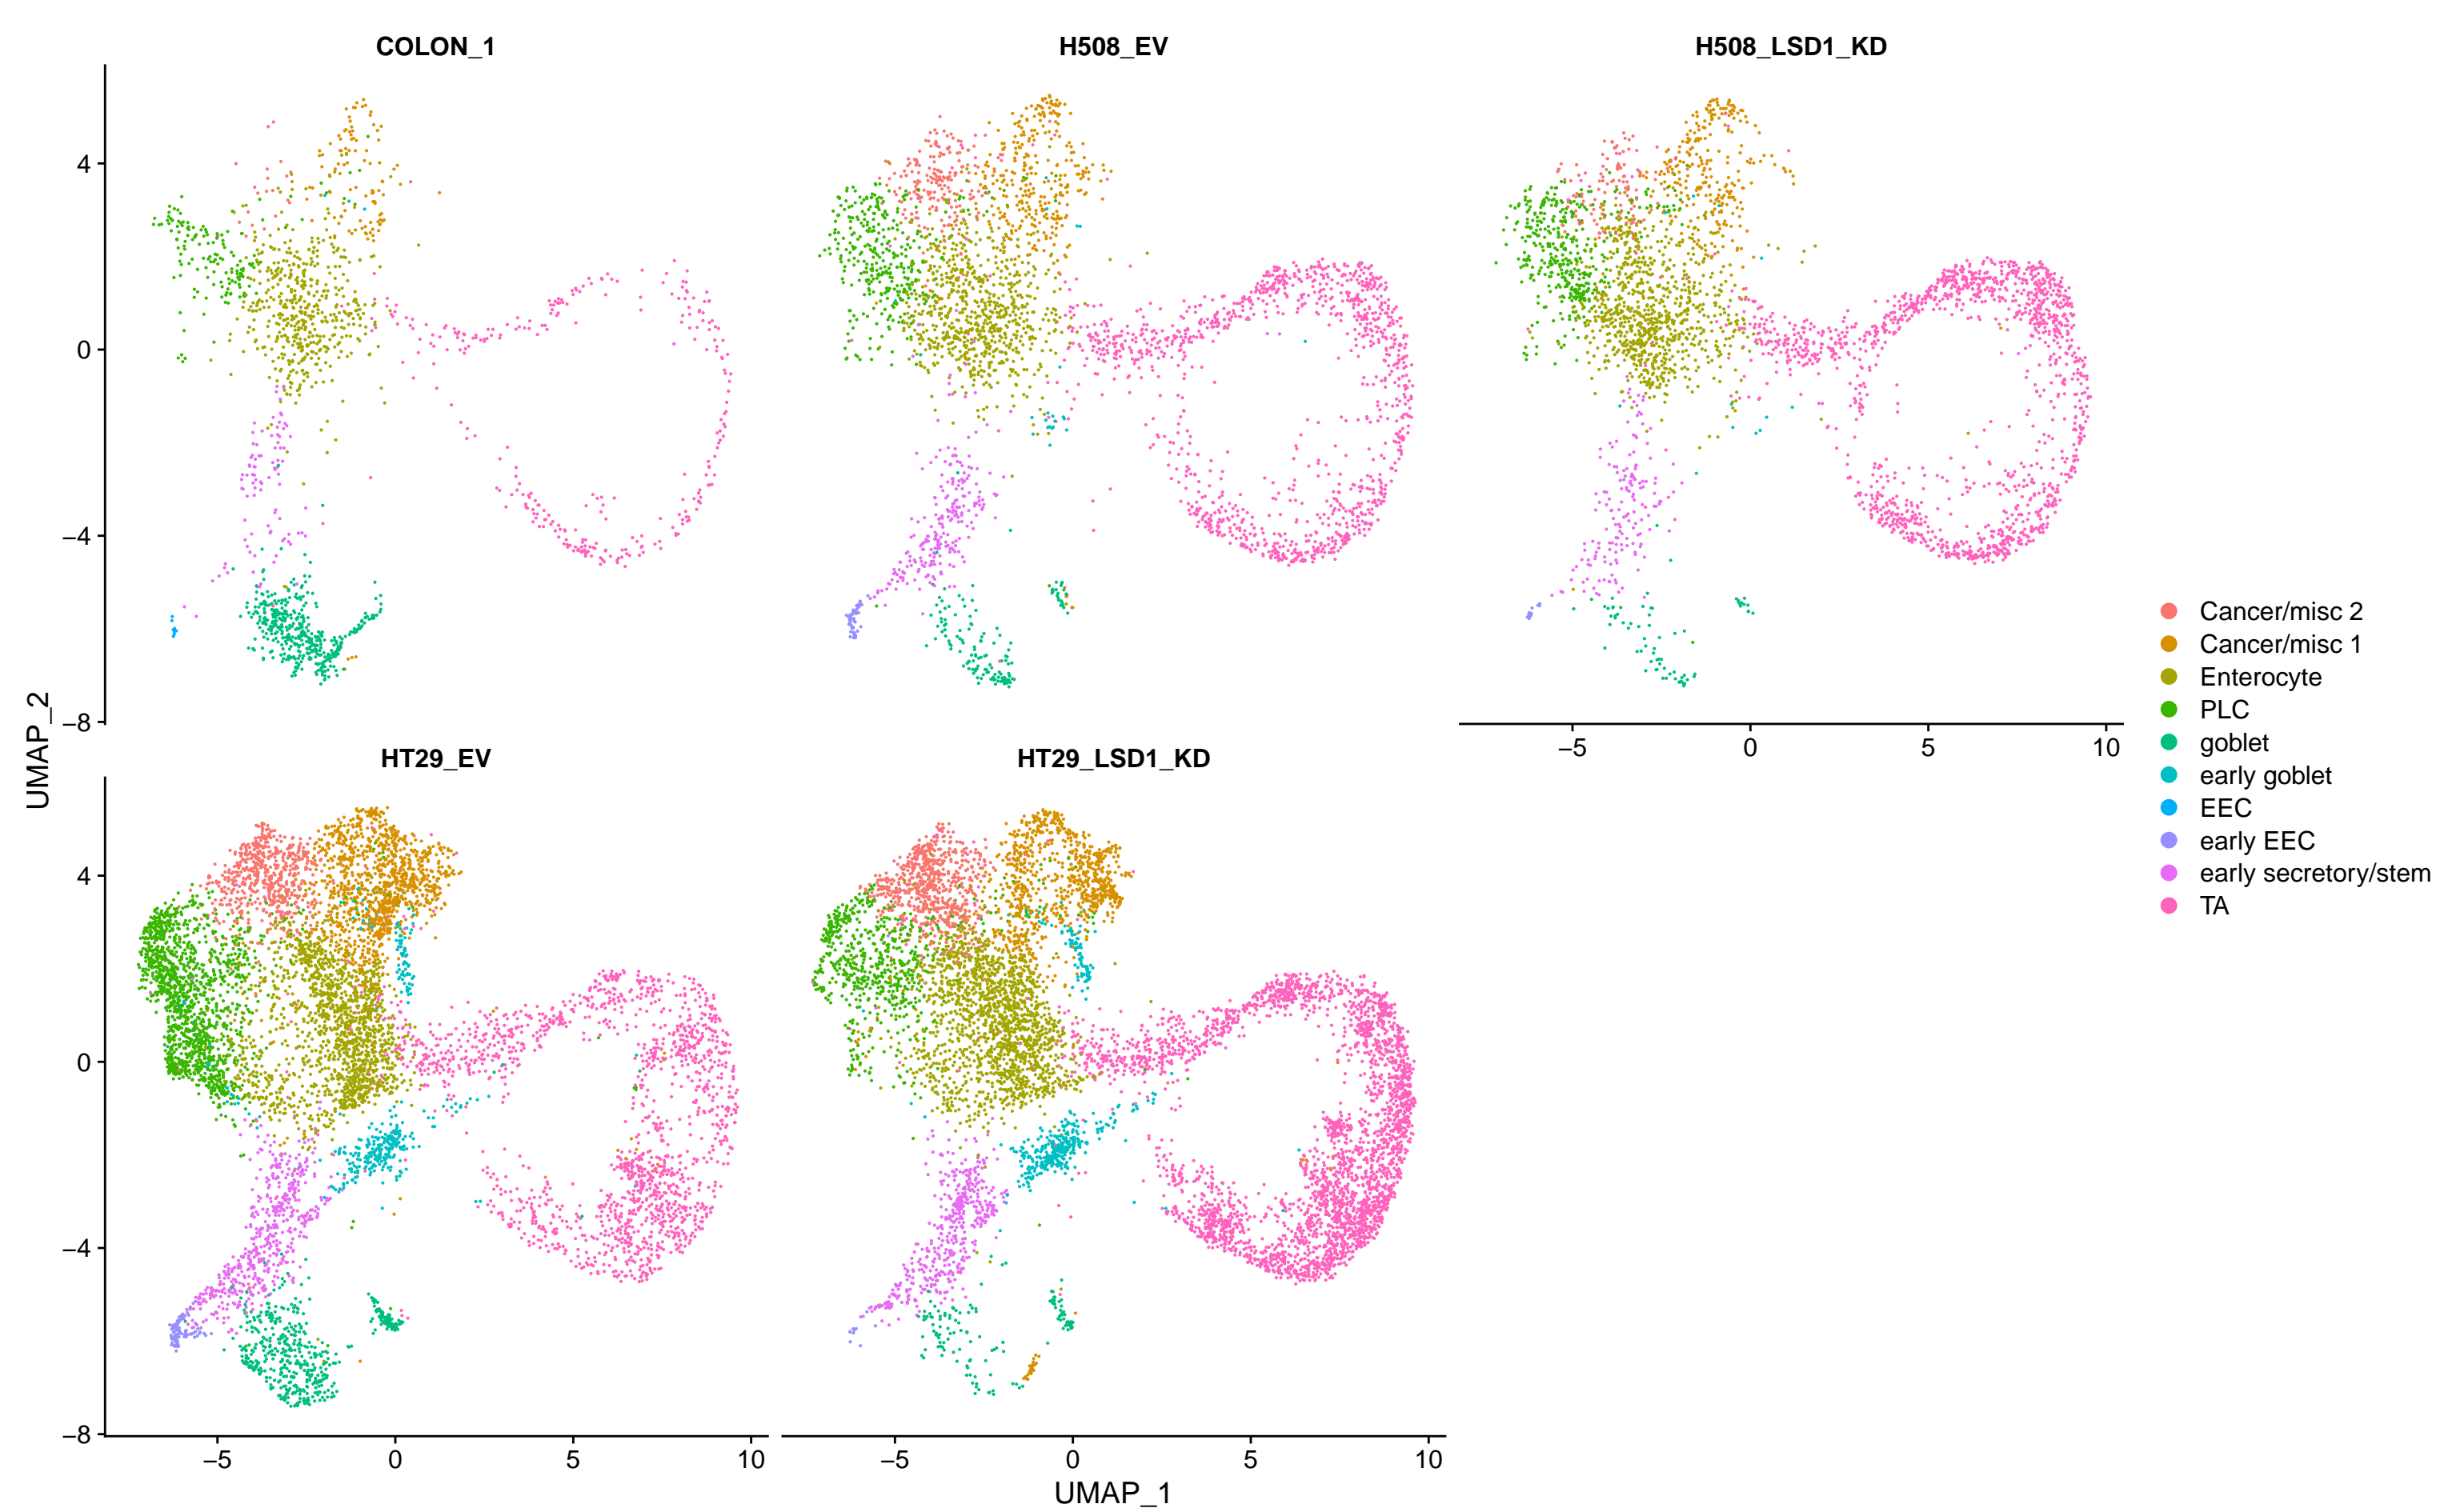 COLON_1
H508_EV
H508_LSD1_KD
4
0
−4
−8
−5
0
5
10
HT29_EV
HT29_LSD1_KD
4
0
−4
−8
−5
0
5
10
−5
0
5
10
UMAP_2
UMAP_1
Cancer/misc 2
Cancer/misc 1
Enterocyte
PLC
goblet
early goblet
EEC
early EEC
early secretory/stem
TA